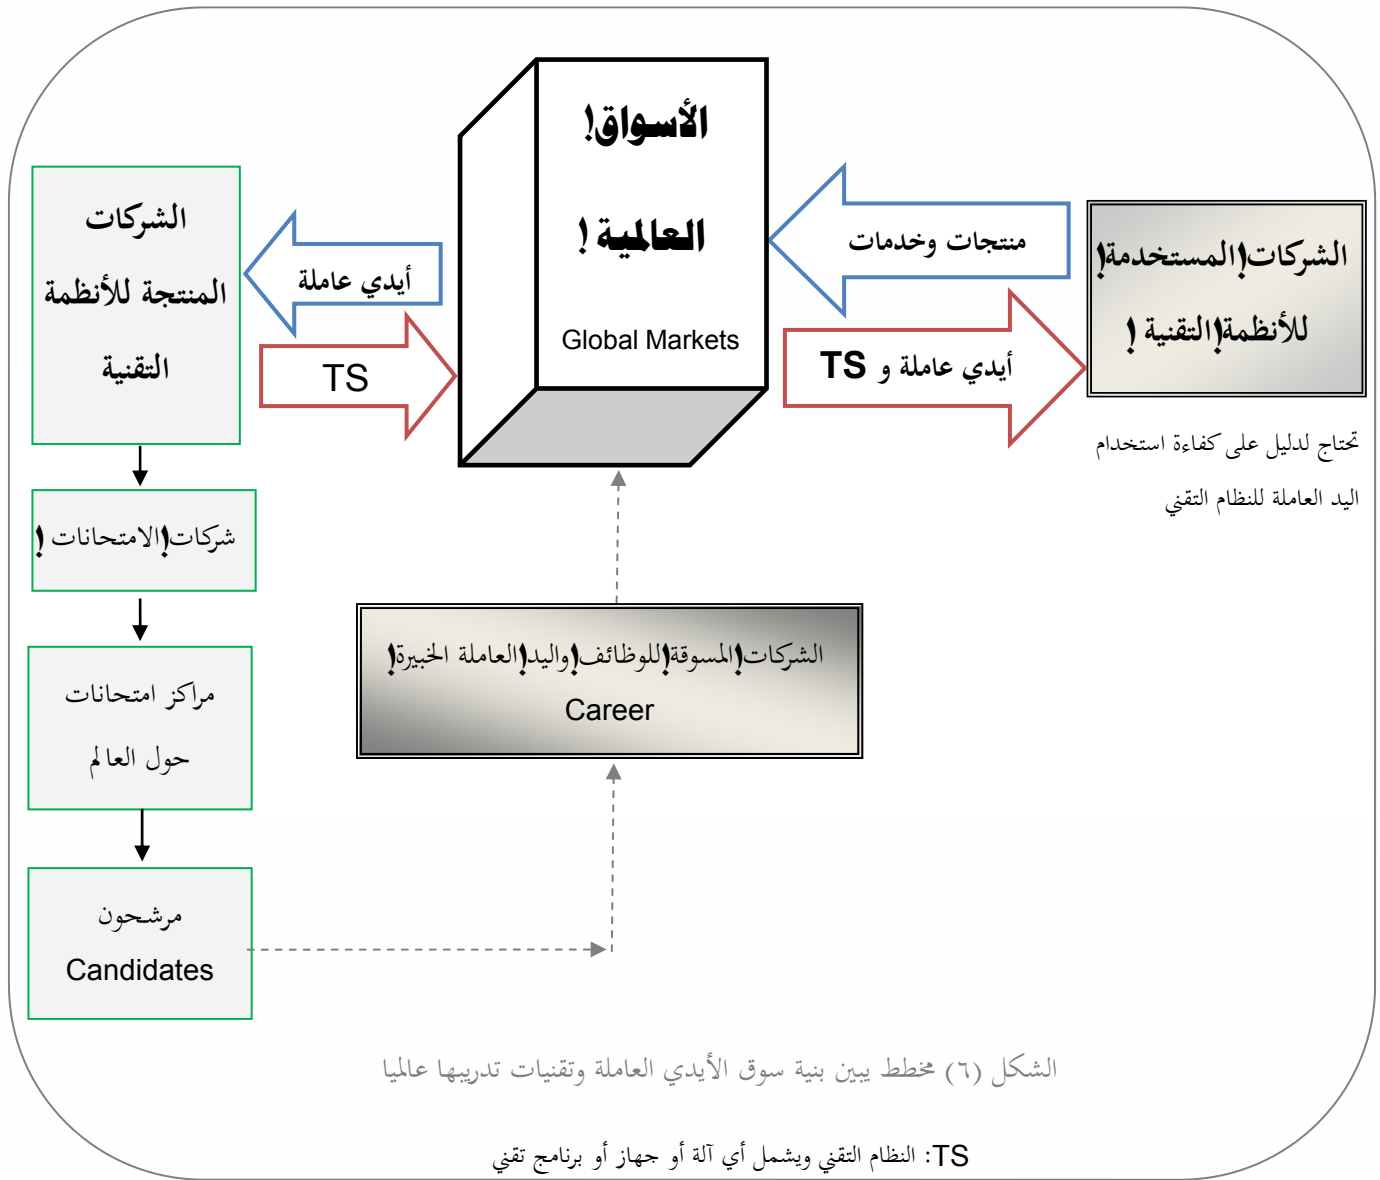 الأسواق!
العالمية !
Global Markets
منتجات وخدمات
أيدي عاملة و TS
الشركات! المستخدمة!
للأنظمة! التقنية !
تحتاج لدليل على كفاءة استخدام
اليد العاملة للنظام التقني
أيدي عاملة
TS
الشركات
المنتجة للأنظمة
التقنية
شركات! الامتحانات !
مراكز امتحانات
حول العالم
مرشحون
Candidates
الشركات! المسوقة! للوظائف! واليد! العاملة الخبيرة!
Career
الشكل (٦) مخطط يبين بنية سوق الأيدي العاملة وتقنيات تدريبها عالميا
TS: النظام التقني ويشمل أي آلة أو جهاز أو برنامج تقني